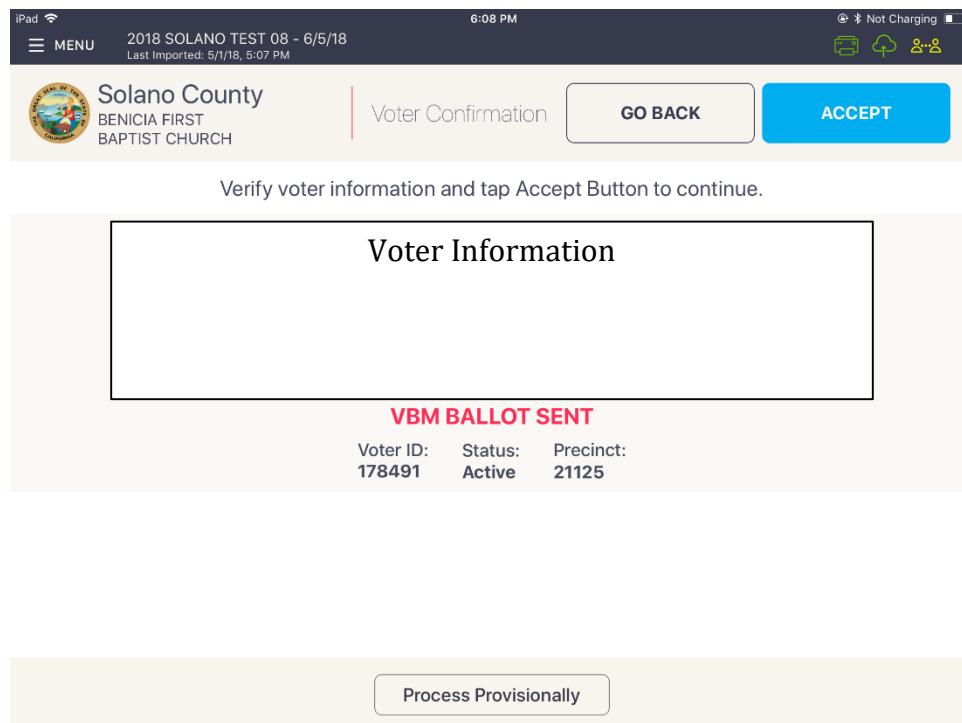 iPad
6:08 PM
Not Charging
MENU
2018 SOLANO TEST 08 - 6/5/18
Last Imported: 5/1/18, 5:07 PM
Solano County
BENICIA FIRST
BAPTIST CHURCH
Voter Confirmation
GO BACK
ACCEPT
Verify voter information and tap Accept Button to continue.
Voter Information
VBM BALLOT SENT
Voter ID: Status: Precinct:
178491 Active 21125
Process Provisionally